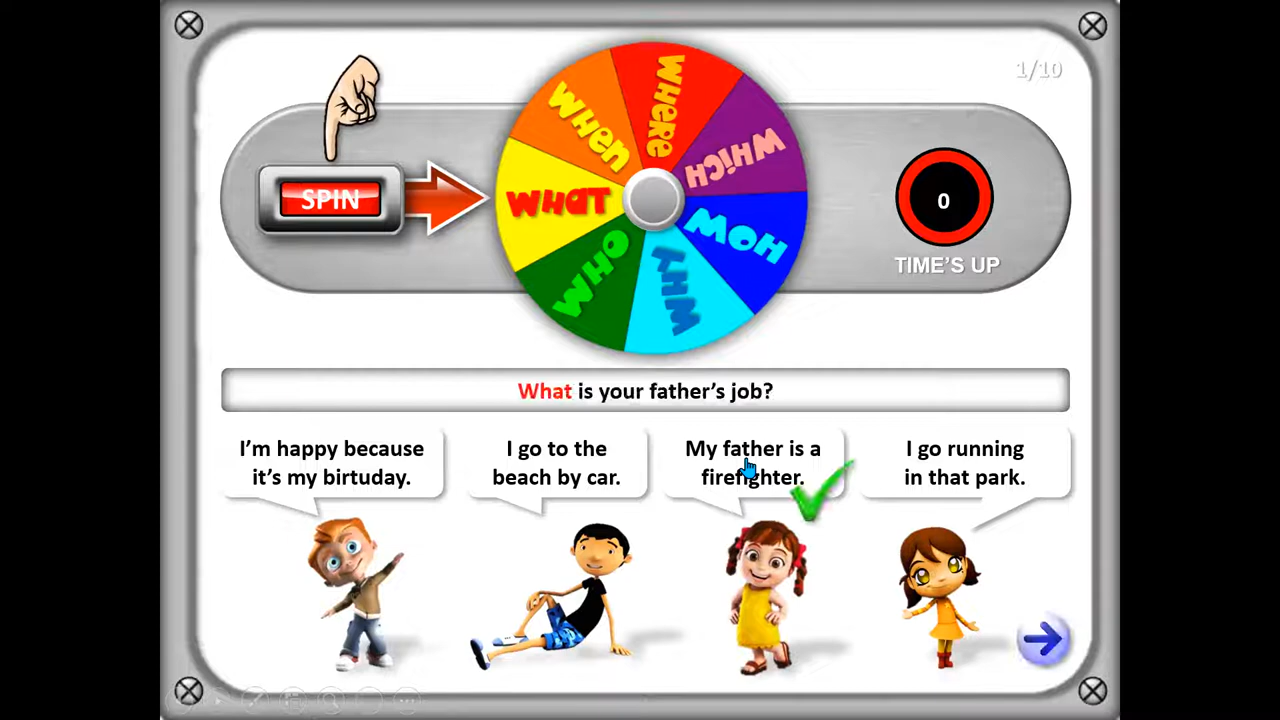 1/10
WHEN
WHERE
WHICH
WHAT
HOW
WHO
WHY
SPIN
0
TIME'S UP
What is your father's job?
I'm happy because
it's my birtuday.
I go to the
beach by car.
My father is a
firefighter.
I go running
in that park.